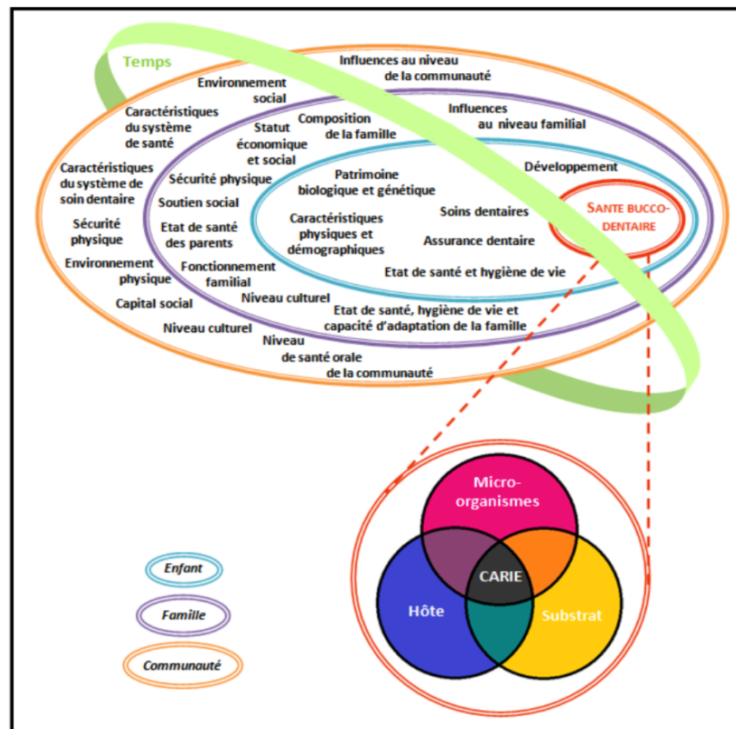 Temps
Influences au niveau
de la communauté
Environnement
social
Caractéristiques
du système
de santé
Caractéristiques
du système de
soin dentaire
Sécurité
physique
Environnement
physique
Capital social
Niveau culturel
Niveau
de santé orale
de la communauté
Influences
au niveau familial
Composition
de la famille
Statut
économique
et social
Sécurité physique
Soutien social
Etat de santé
des parents
Fonctionnement
familial
Niveau culturel
Etat de santé, hygiène de vie et
capacité d'adaptation de la famille
Développement
Patrimoine
biologique et génétique
Caractéristiques
physiques et
démographiques
Soins dentaires
Assurance dentaire
Etat de santé et hygiène de vie
SANTE BUCCO-
DENTAIRE
Micro-
organismes
CARIE
Hôte
Substrat
Enfant
Famille
Communauté